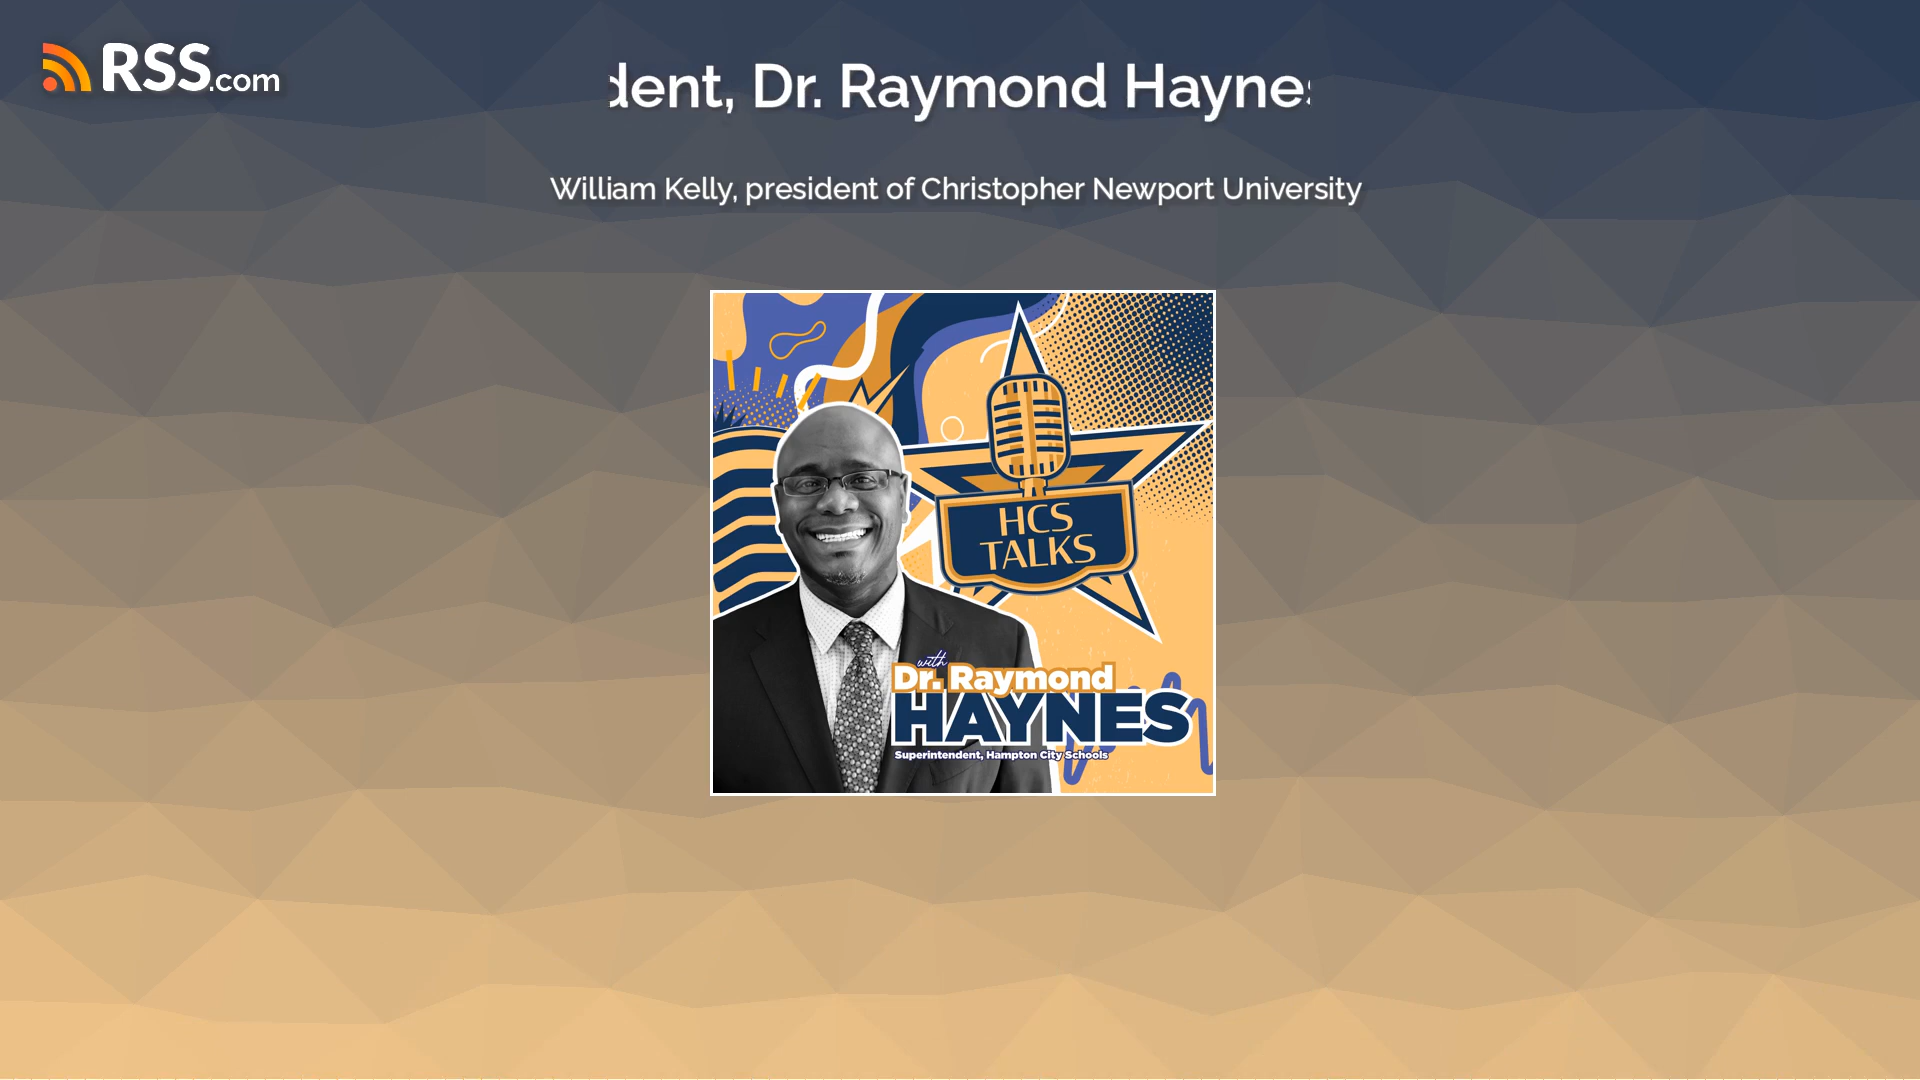 RSS.com
dent, Dr. Raymond Haynes
William Kelly, president of Christopher Newport University
HCS
TALKS
with
Dr. Raymond
HAYNES
Superintendent, Hampton City Schools